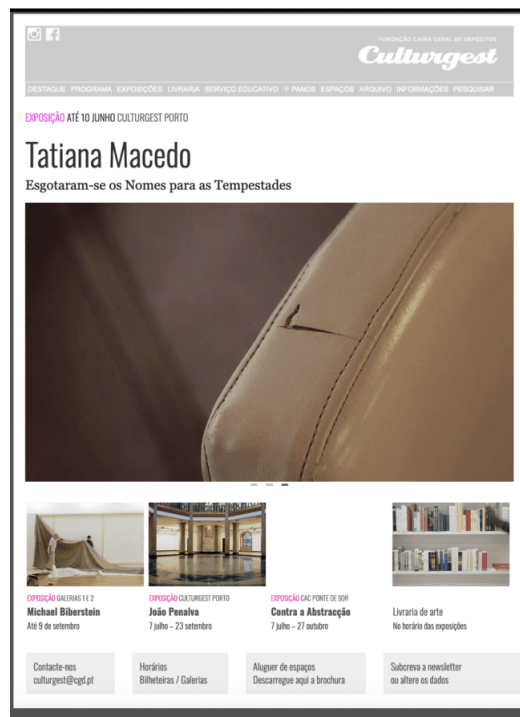 FUNDAÇÃO CAIXA GERAL DE DEPÓSITOS
Culturgest
DESTAQUE PROGRAMA EXPOSIÇÕES LIVRARIA SERVIÇO EDUCATIVO PANOS ESPAÇOS ARQUIVO INFORMAÇÕES PESQUISAR
EXPOSIÇÃO ATÉ 10 JUNHO CULTURGEST PORTO
Tatiana Macedo
Esgotaram-se os Nomes para as Tempestades
EXPOSIÇÃO GALERIAS 1 E 2
Michael Biberstein
Até 9 de setembro
EXPOSIÇÃO CULTURGEST PORTO
João Penalva
7 julho – 23 setembro
EXPOSIÇÃO CAC PONTE DE SOR
Contra a Abstracção
7 julho – 27 outubro
Livraria de arte
No horário das exposições
Contacte-nos
culturgest@cgd.pt
Horários
Bilheteiras / Galerias
Aluguer de espaços
Descarregue aqui a brochura
Subcreva a newsletter
ou altere os dados